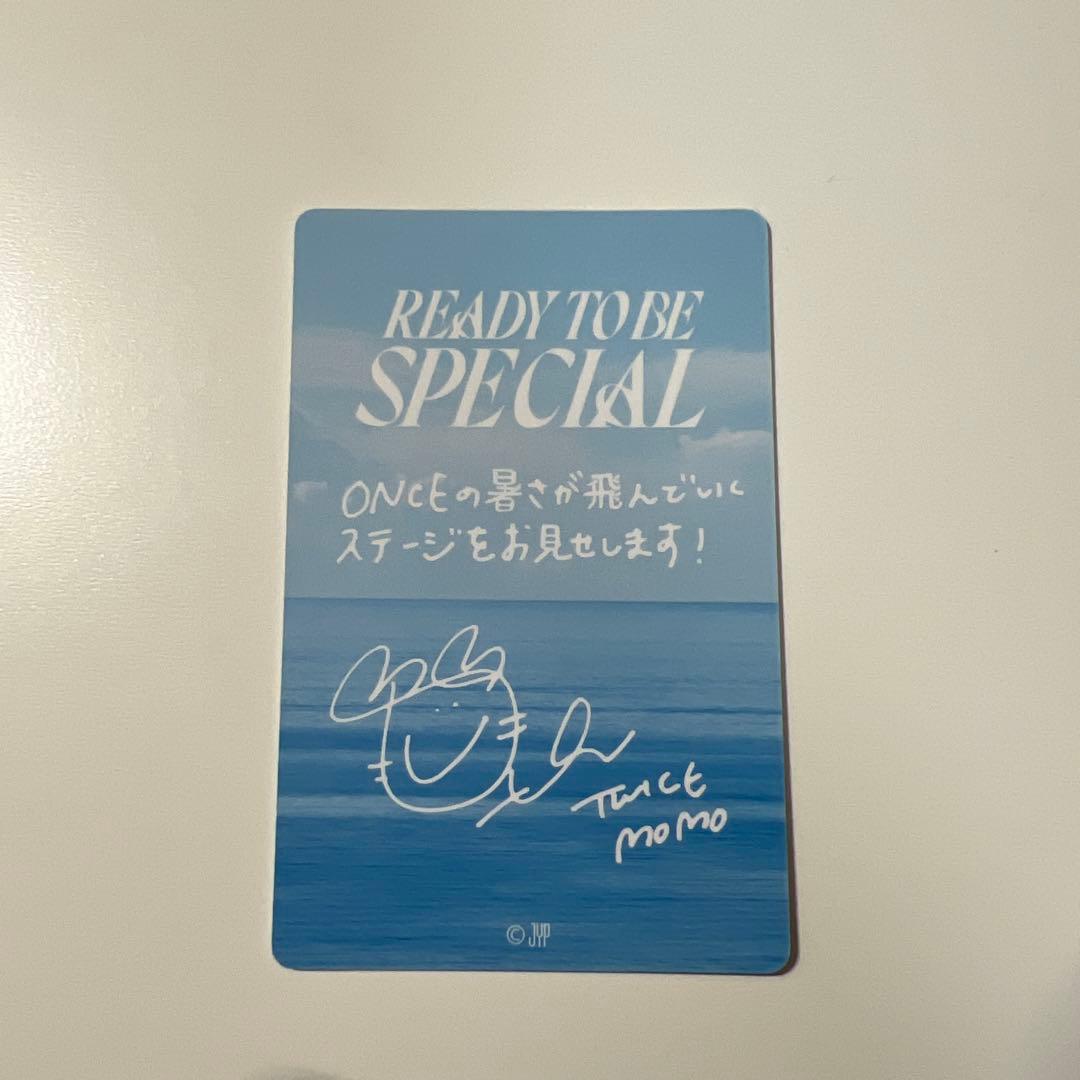 READY TO BE
SPECIAL
ONCEの暑さが飛んでいく
ステージをお見せします!
TWICE
MOMO
© JYP